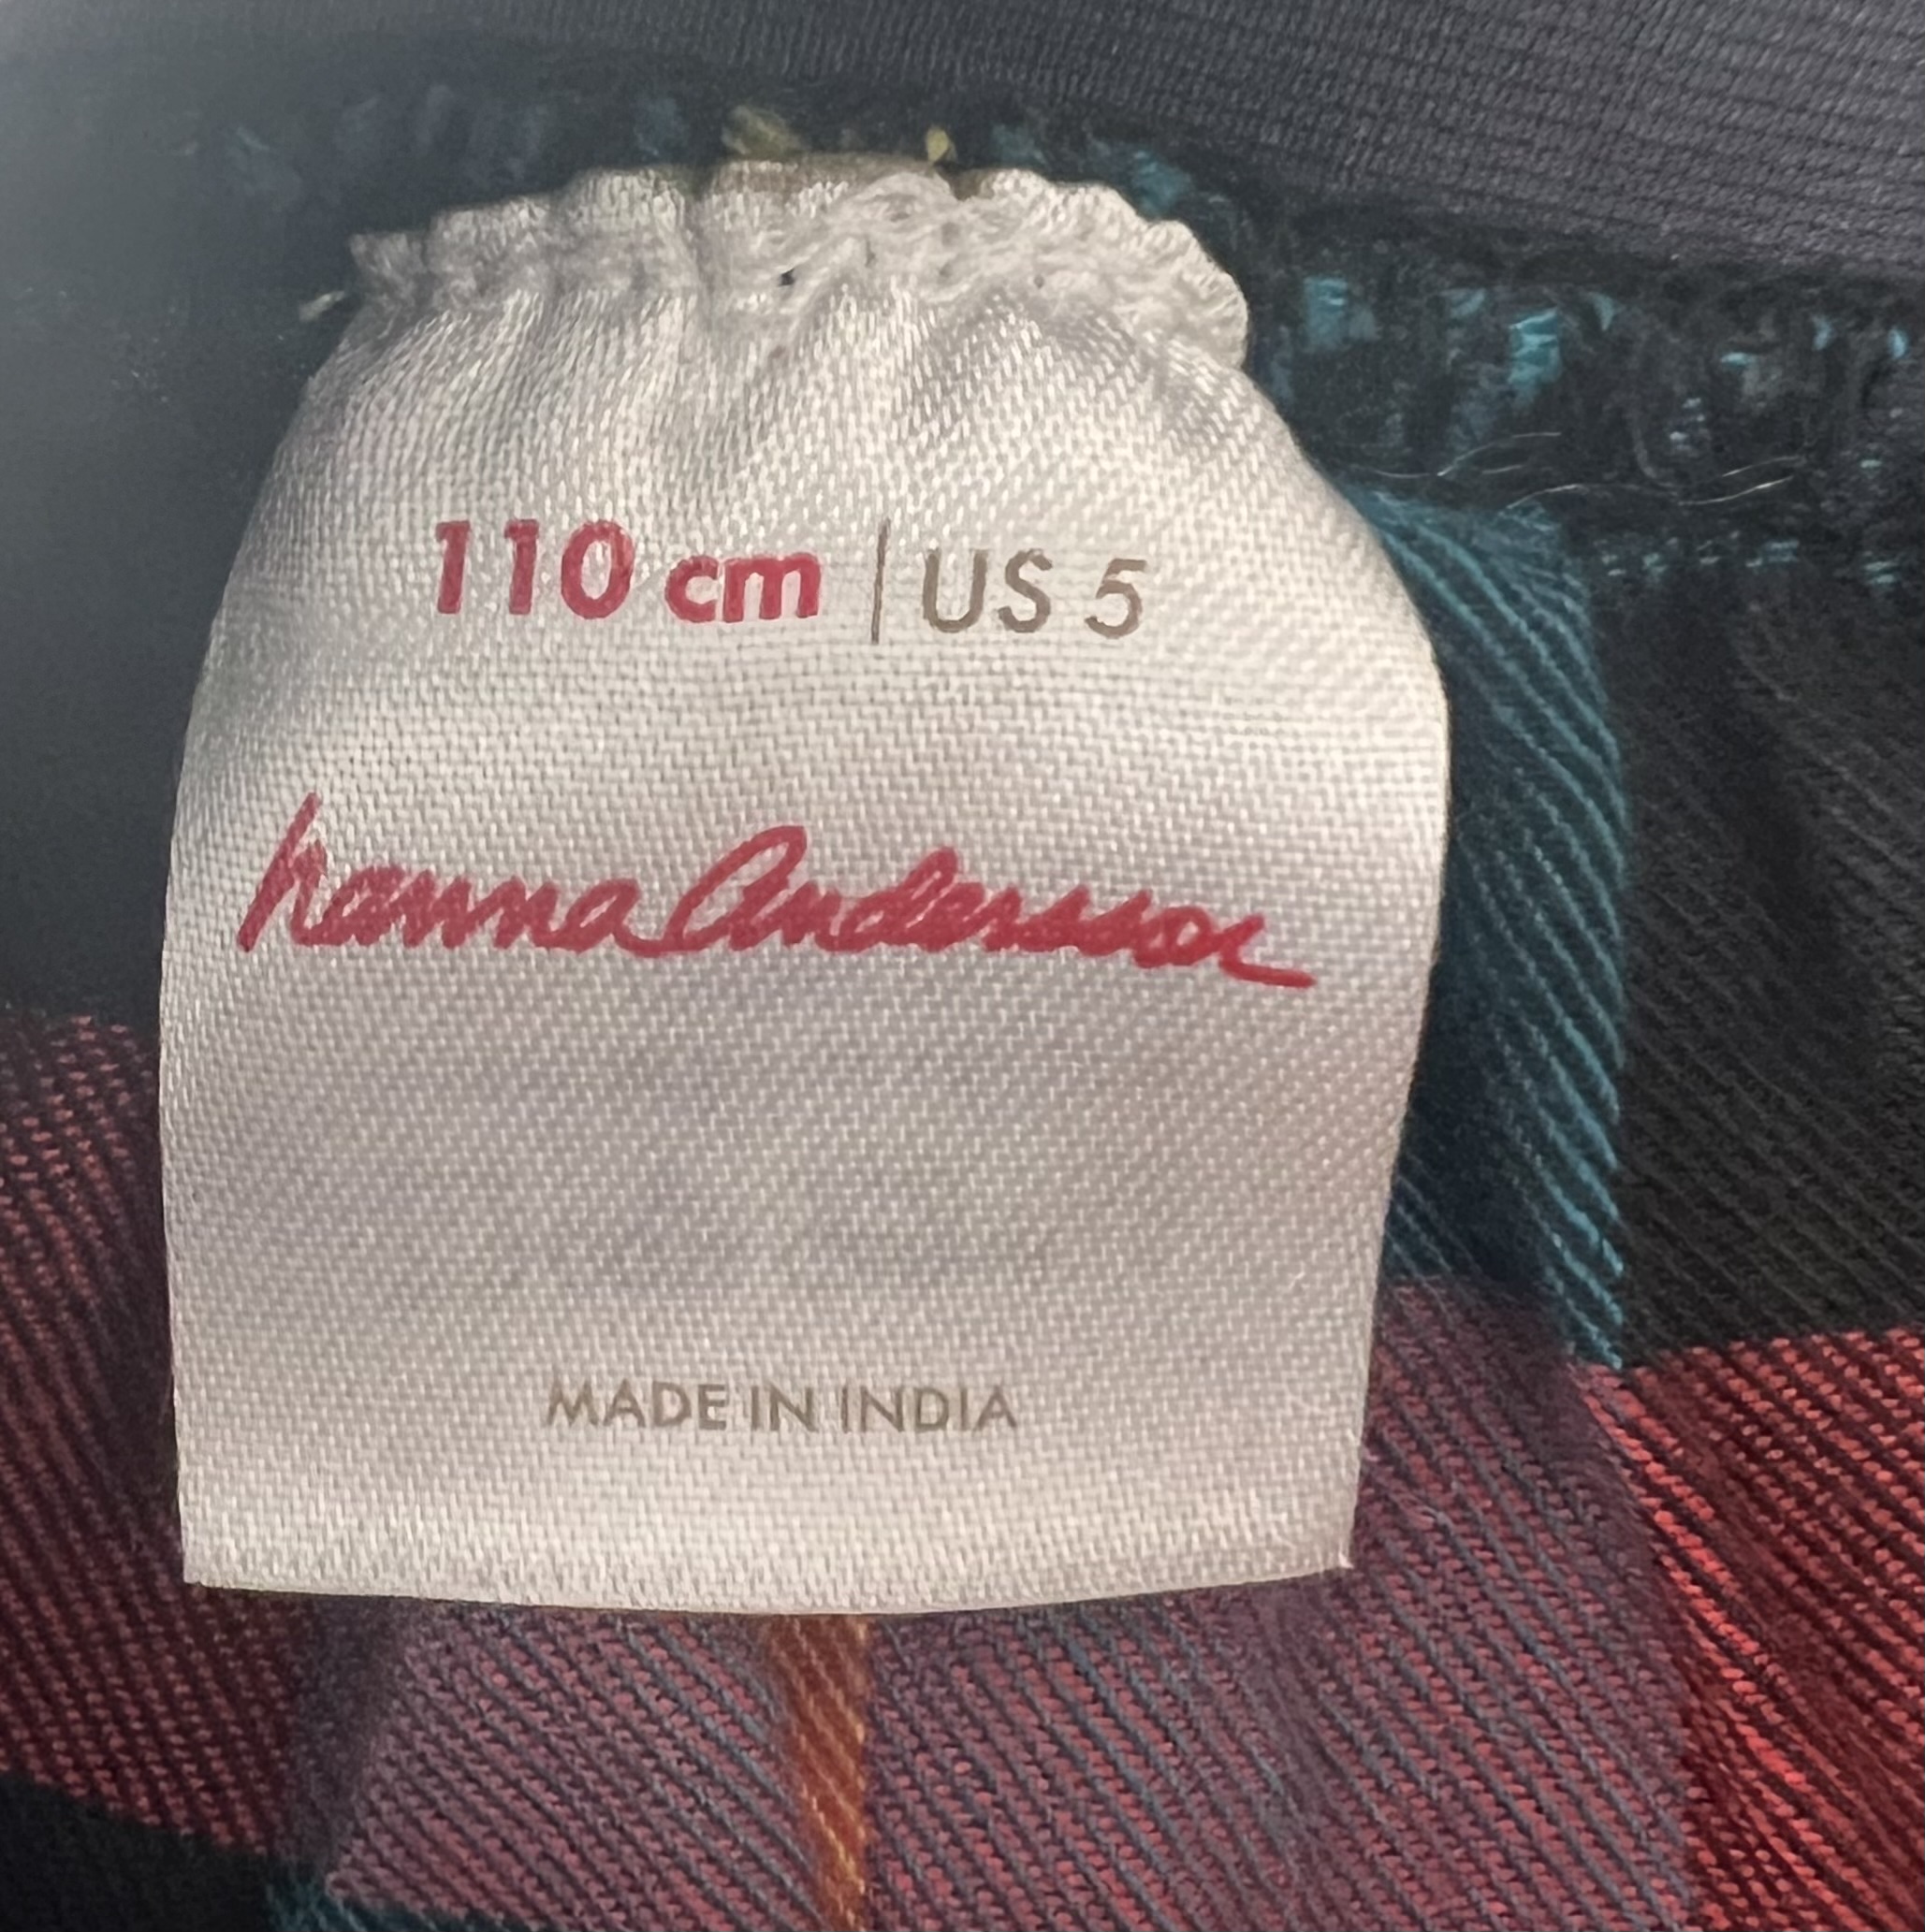 110 cm | US 5
hanna andersson
MADE IN INDIA